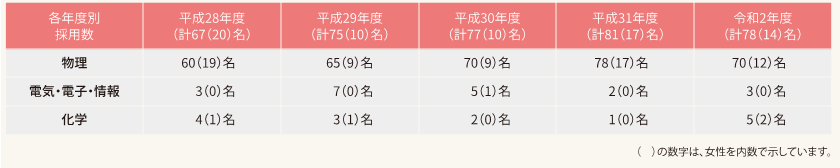 各年度別 採用数 平成28年度 (計67(20)名) 平成29年度 (計75(10)名) 平成30年度 (計77(10)名) 平成31年度 (計81(17)名) 令和2年度 (計78(14)名)
物理 60(19)名 65(9)名 70(9)名 78(17)名 70(12)名
電気・電子・情報 3(0)名 7(0)名 5(1)名 2(0)名 3(0)名
化学 4(1)名 3(1)名 2(0)名 1(0)名 5(2)名
( )の数字は、女性を内数で示しています。